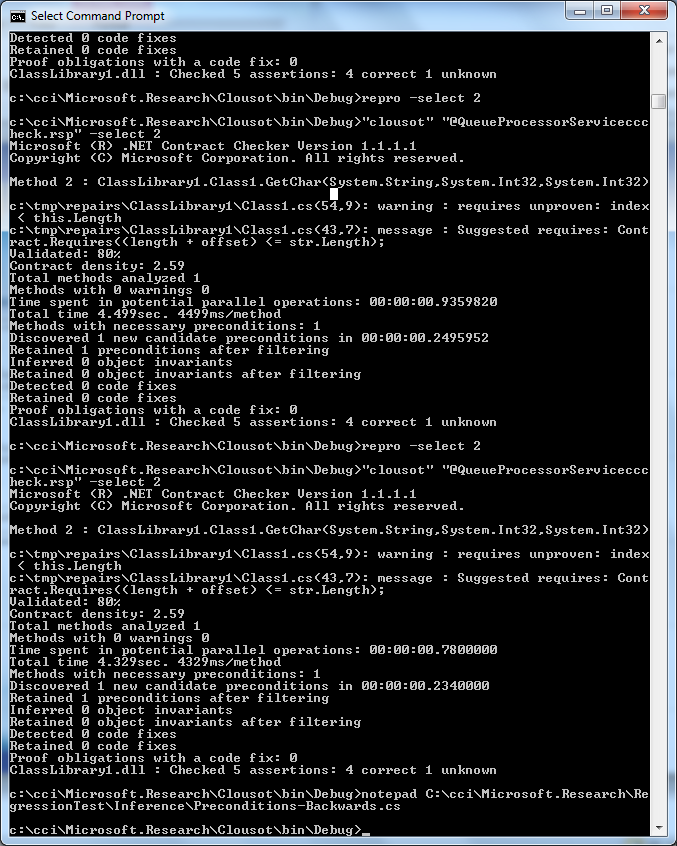 Select Command Prompt
Detected 0 code fixes
Retained 0 code fixes
Proof obligations with a code fix: 0
ClassLibrary1.dll : Checked 5 assertions: 4 correct 1 unknown
c:\cci\Microsoft.Research\Clousot\bin\Debug>repro -select 2
c:\cci\Microsoft.Research\Clousot\bin\Debug>"clousot" "@QueueProcessorServiceccc
heck.rsp" -select 2
Microsoft (R) .NET Contract Checker Version 1.1.1.1
Copyright (C) Microsoft Corporation. All rights reserved.
Method 2 : ClassLibrary1.Class1.GetChar(System.String,System.Int32,System.Int32)
c:\tmp\repairs\ClassLibrary1\Class1.cs(54,9): warning : requires unproven: index
 < this.Length
c:\tmp\repairs\ClassLibrary1\Class1.cs(43,7): message : Suggested requires: Cont
ract.Requires((length + offset) <= str.Length);
Validated: 80%
Contract density: 2.59
Total methods analyzed 1
Methods with 0 warnings 0
Time spent in potential parallel operations: 00:00:00.9359820
Total time 4.499sec. 4499ms/method
Methods with necessary preconditions: 1
Discovered 1 new candidate preconditions in 00:00:00.2495952
Retained 1 preconditions after filtering
Inferred 0 object invariants
Retained 0 object invariants after filtering
Detected 0 code fixes
Retained 0 code fixes
Proof obligations with a code fix: 0
ClassLibrary1.dll : Checked 5 assertions: 4 correct 1 unknown
c:\cci\Microsoft.Research\Clousot\bin\Debug>repro -select 2
c:\cci\Microsoft.Research\Clousot\bin\Debug>"clousot" "@QueueProcessorServiceccc
heck.rsp" -select 2
Microsoft (R) .NET Contract Checker Version 1.1.1.1
Copyright (C) Microsoft Corporation. All rights reserved.
Method 2 : ClassLibrary1.Class1.GetChar(System.String,System.Int32,System.Int32)
c:\tmp\repairs\ClassLibrary1\Class1.cs(54,9): warning : requires unproven: index
 < this.Length
c:\tmp\repairs\ClassLibrary1\Class1.cs(43,7): message : Suggested requires: Cont
ract.Requires((length + offset) <= str.Length);
Validated: 80%
Contract density: 2.59
Total methods analyzed 1
Methods with 0 warnings 0
Time spent in potential parallel operations: 00:00:00.7800000
Total time 4.329sec. 4329ms/method
Methods with necessary preconditions: 1
Discovered 1 new candidate preconditions in 00:00:00.2340000
Retained 1 preconditions after filtering
Inferred 0 object invariants
Retained 0 object invariants after filtering
Detected 0 code fixes
Retained 0 code fixes
Proof obligations with a code fix: 0
ClassLibrary1.dll : Checked 5 assertions: 4 correct 1 unknown
c:\cci\Microsoft.Research\Clousot\bin\Debug>notepad C:\cci\Microsoft.Research\Re
gressionTest\Inference\Preconditions-Backwards.cs
c:\cci\Microsoft.Research\Clousot\bin\Debug>_